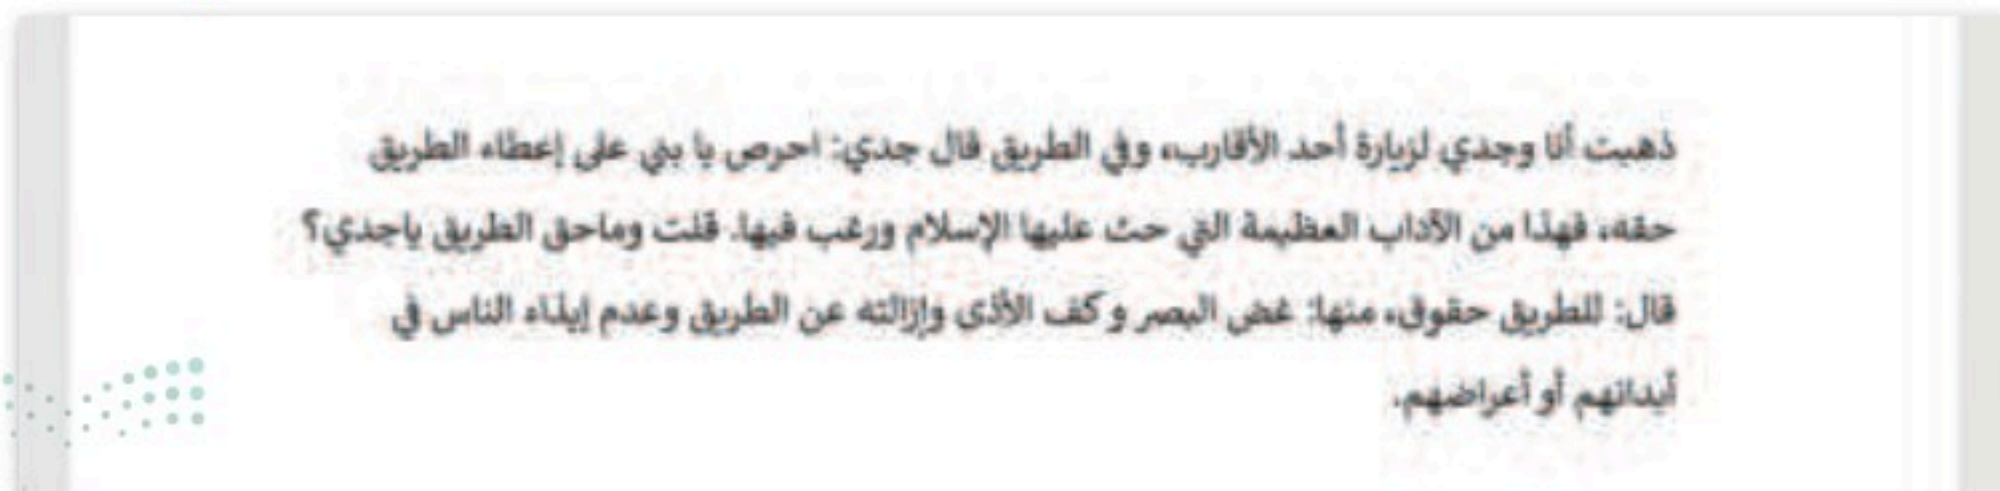 ذهبت أنا وجدي لزيارة أحد الأقارب، وفي الطريق قال جدي: احرص يا بني على إعطاء الطريق
حقه، فهذا من الآداب العظيمة التي حث عليها الإسلام ورغب فيها. قلت وماحق الطريق ياجدي؟
قال: للطريق حقوق، منها: غض البصر وكف الأذى وإزالته عن الطريق وعدم إيذاء الناس في
أبدانهم أو أعراضهم.